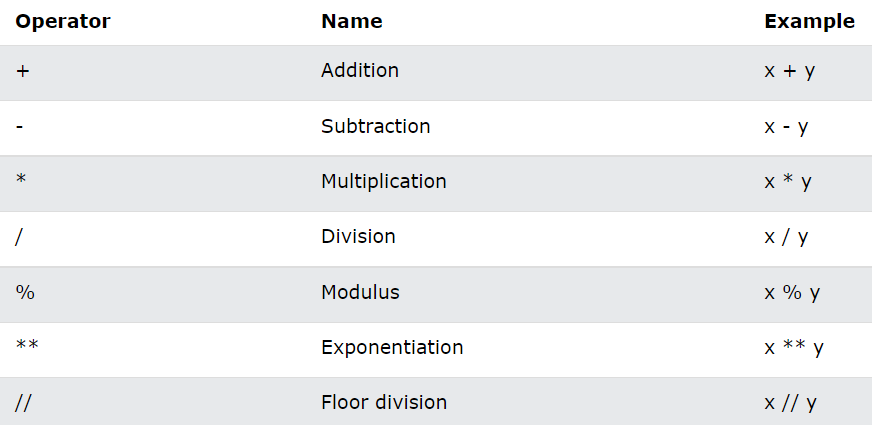 Operator Name Example
+ Addition x + y
- Subtraction x - y
* Multiplication x * y
/ Division x / y
% Modulus x % y
** Exponentiation x ** y
// Floor division x // y